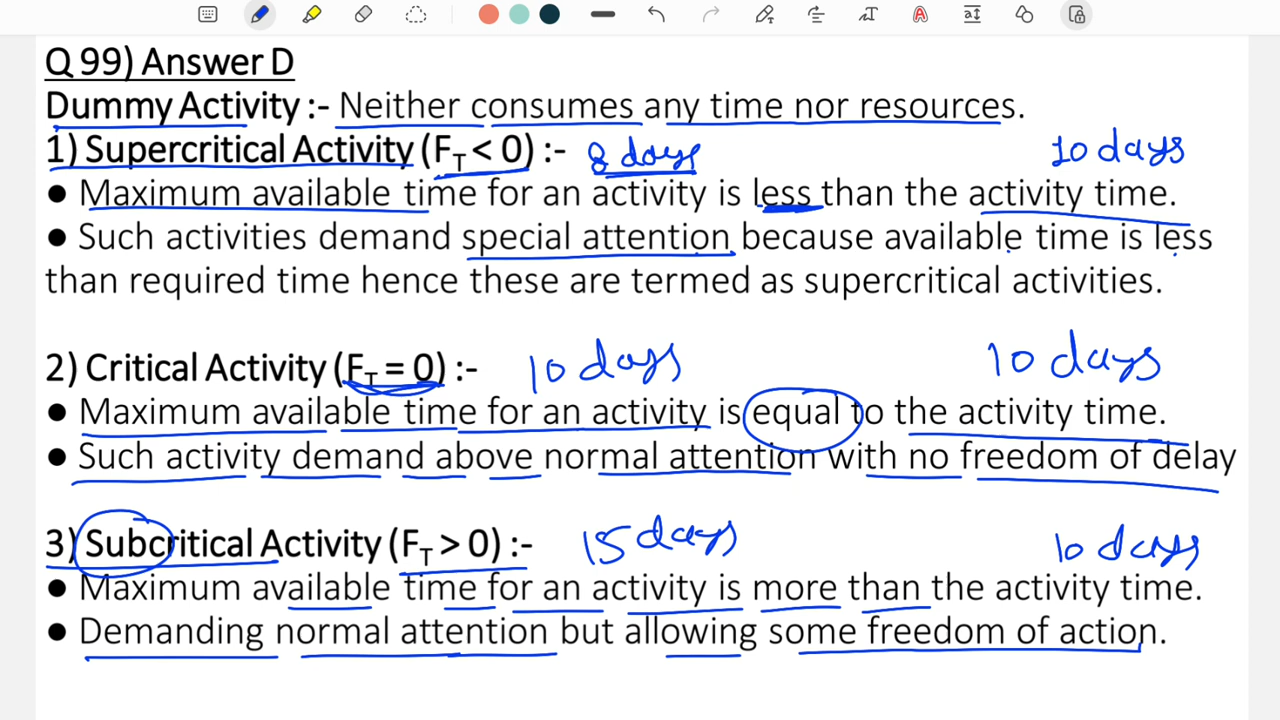 Q 99) Answer D
Dummy Activity :- Neither consumes any time nor resources.
1) Supercritical Activity (FT < 0) :- 8 days 10 days
● Maximum available time for an activity is less than the activity time.
● Such activities demand special attention because available time is less
than required time hence these are termed as supercritical activities.
2) Critical Activity (FT = 0) :- 10 days 10 days
● Maximum available time for an activity is equal to the activity time.
● Such activity demand above normal attention with no freedom of delay
3) Subcritical Activity (FT > 0) :- 15 days 10 days
● Maximum available time for an activity is more than the activity time.
● Demanding normal attention but allowing some freedom of action.